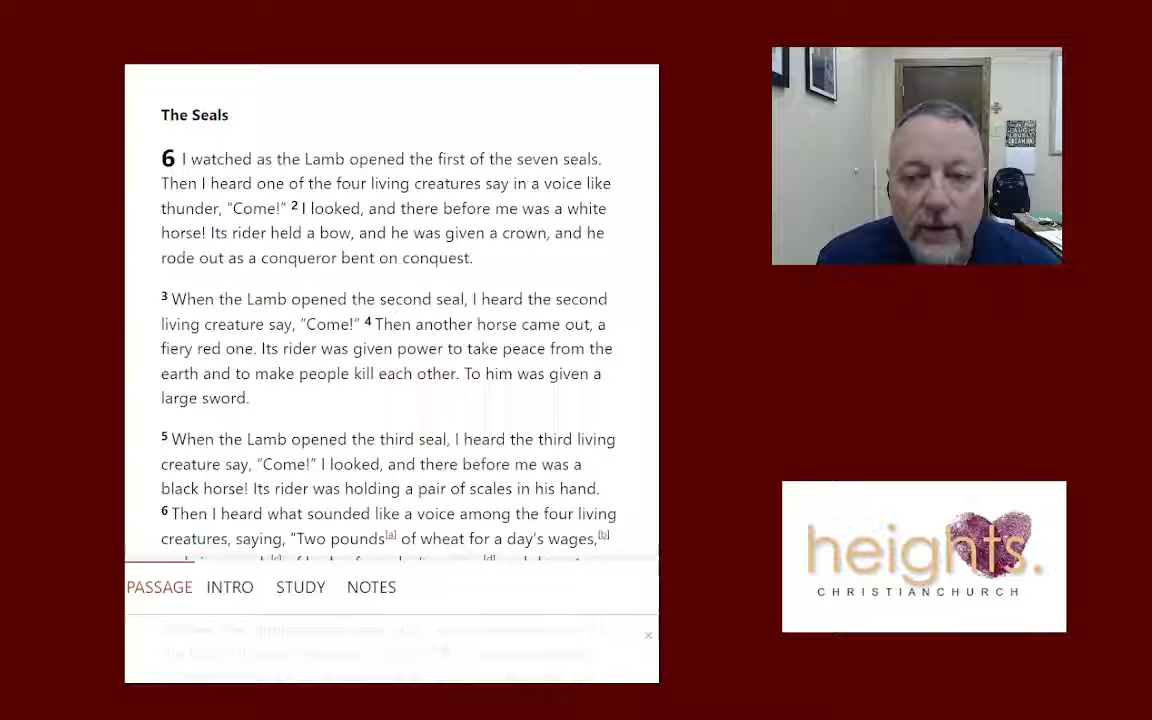 The Seals
6 I watched as the Lamb opened the first of the seven seals.
Then I heard one of the four living creatures say in a voice like
thunder, “Come!” 2 I looked, and there before me was a white
horse! Its rider held a bow, and he was given a crown, and he
rode out as a conqueror bent on conquest.
3 When the Lamb opened the second seal, I heard the second
living creature say, “Come!” 4 Then another horse came out, a
fiery red one. Its rider was given power to take peace from the
earth and to make people kill each other. To him was given a
large sword.
5 When the Lamb opened the third seal, I heard the third living
creature say, “Come!” I looked, and there before me was a
black horse! Its rider was holding a pair of scales in his hand.
6 Then I heard what sounded like a voice among the four living
creatures, saying, “Two pounds[a] of wheat for a day’s wages,[b]
PASSAGE INTRO STUDY NOTES
×
heights.
CHRISTIANCHURCH